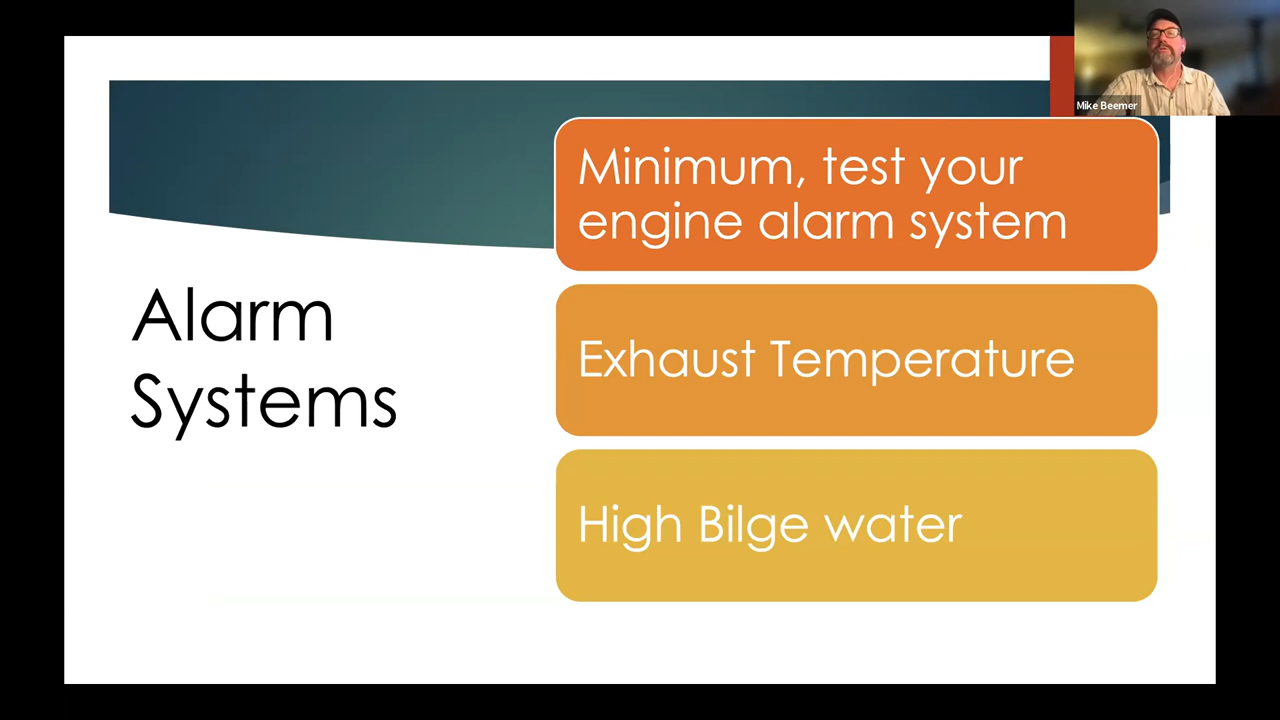 Mike Beemer
Minimum, test your
engine alarm system
Alarm
Systems
Exhaust Temperature
High Bilge water